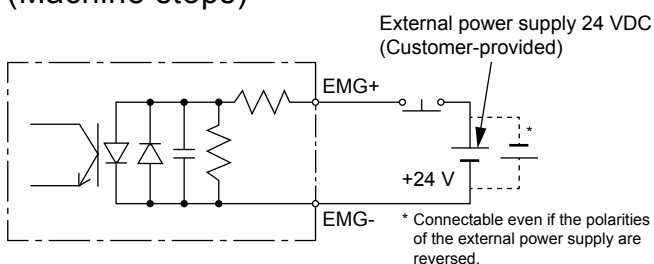 (Machine stops)
External power supply 24 VDC
(Customer-provided)
EMG+
*
+24 V
EMG-
* Connectable even if the polarities
of the external power supply are
reversed.